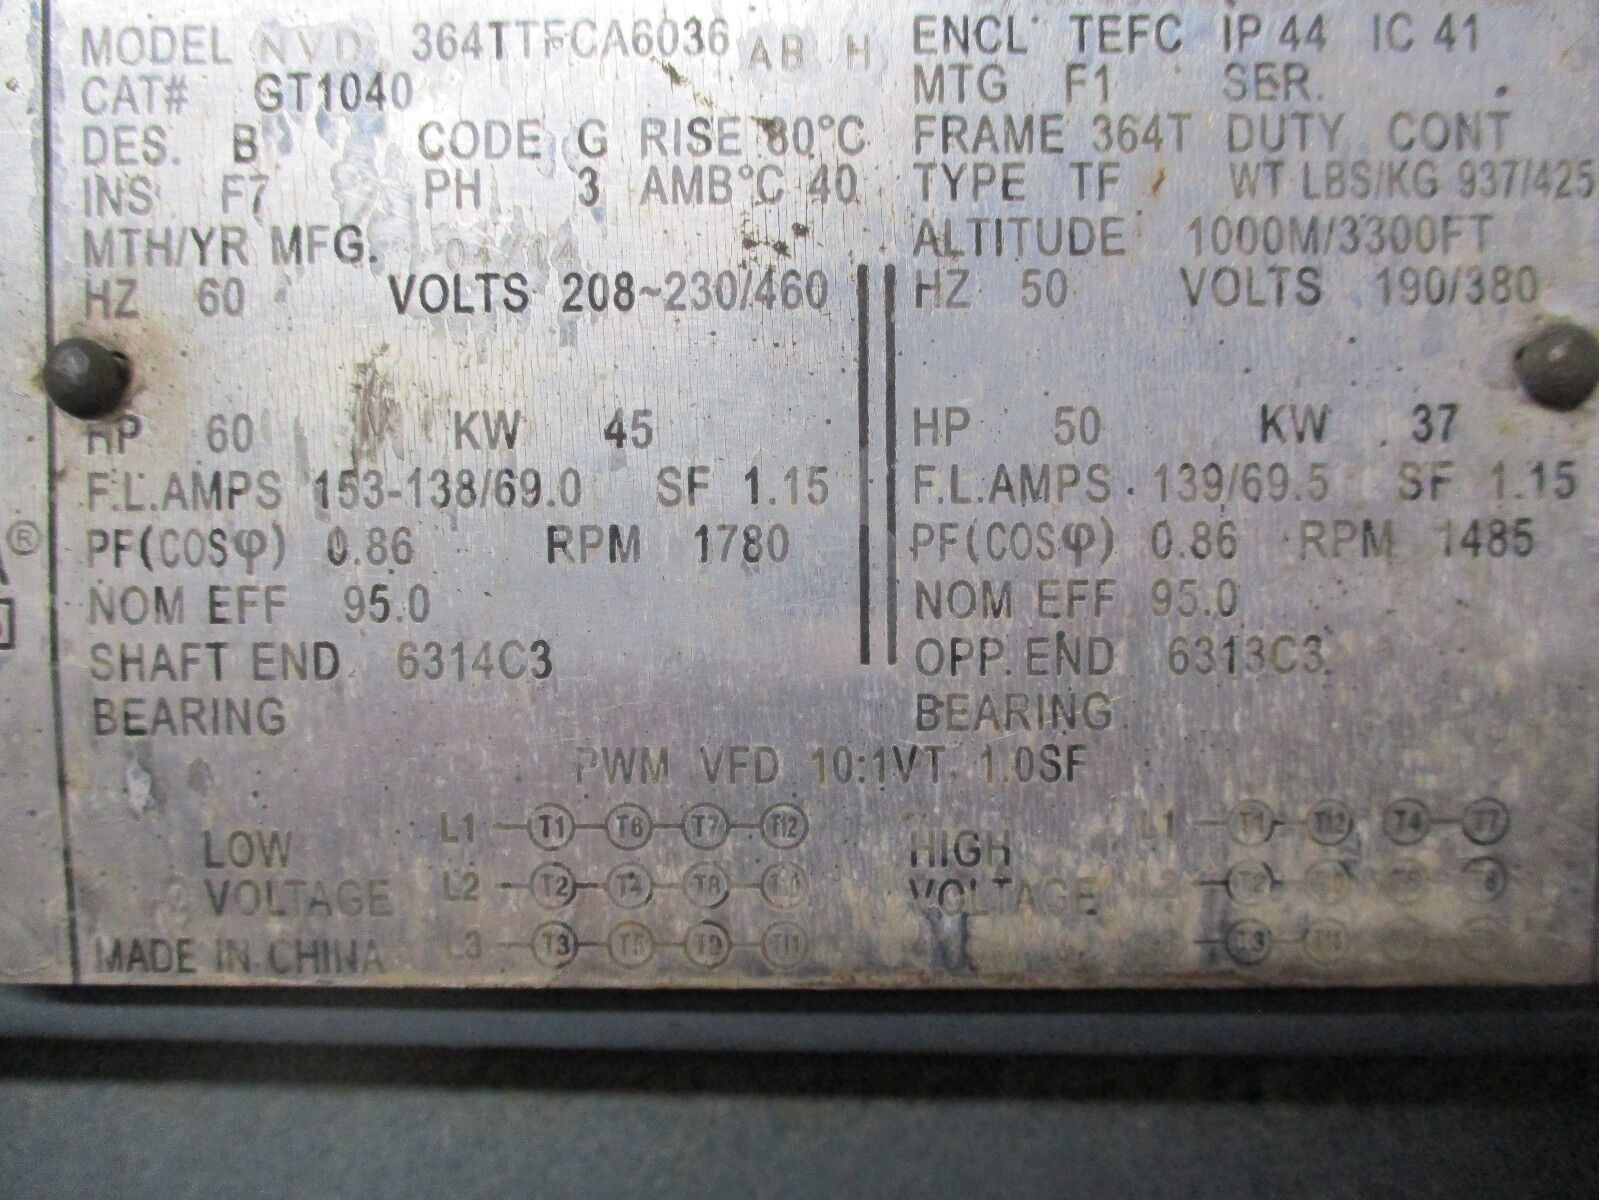 MODEL NVD 364TTFCA6036 AB H
CAT# GT1040
DES. B CODE G RISE 80°C
INS F7 PH 3 AMB°C 40
MTH/YR MFG. 04/14
HZ 60 VOLTS 208~230/460
HP 60 KW 45
F.L.AMPS 153-138/69.0 SF 1.15
PF(COSφ) 0.86 RPM 1780
NOM EFF 95.0
SHAFT END 6314C3
BEARING
ENCL TEFC IP 44 IC 41
MTG F1 SER.
FRAME 364T DUTY CONT
TYPE TF WT LBS/KG 937/425
ALTITUDE 1000M/3300FT
HZ 50 VOLTS 190/380
HP 50 KW 37
F.L.AMPS 139/69.5 SF 1.15
PF(COSφ) 0.86 RPM 1485
NOM EFF 95.0
OPP. END 6313C3
BEARING
PWM VFD 10:1VT 1.0SF
LOW
VOLTAGE
L1 T1 T6 T7 T12
L2 T2 T4 T8 T10
L3 T3 T5 T9 T11
HIGH
VOLTAGE
L1 T1 T12 T4 T7
L2 T2
MADE IN CHINA
®